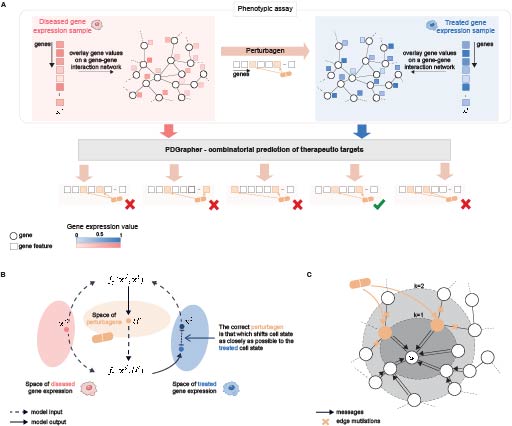 A
Phenotypic assay
Diseased gene
expression sample
genes
overlay gene values
on a gene-gene
interaction network
Perturbagen
genes
Treated gene
expression sample
genes
overlay gene values
on a gene-gene
interaction network
PDGrapher - combinatorial prediction of therapeutic targets
Gene expression value
0 0.5 1
gene
gene feature
B
Space of
perturbagens
The correct perturbagen
is that which shifts cell state
as closely as possible to the
treated cell state
Space of diseased
gene expression
Space of treated
gene expression
model input
model output
C
k=2
k=1
messages
edge mutilations